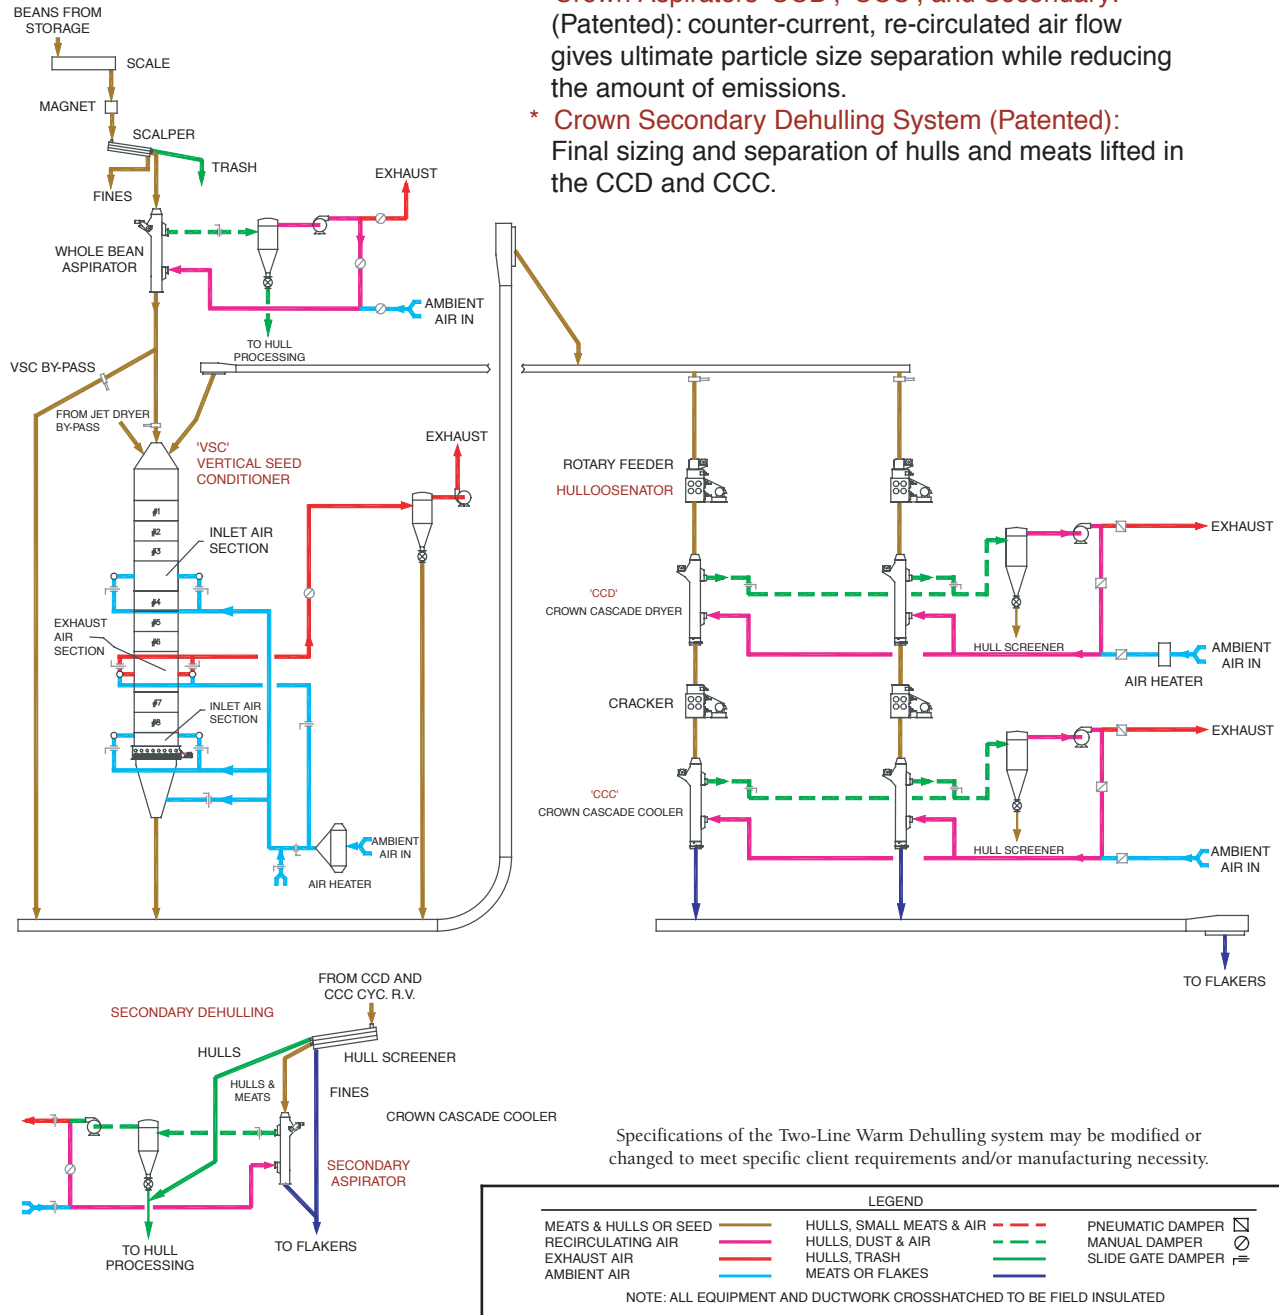 Crown Aspirators 'CCD', 'CCC', and Secondary:
(Patented): counter-current, re-circulated air flow
gives ultimate particle size separation while reducing
the amount of emissions.
* Crown Secondary Dehulling System (Patented):
Final sizing and separation of hulls and meats lifted in
the CCD and CCC.
BEANS FROM
STORAGE
SCALE
MAGNET
SCALPER
TRASH
FINES
EXHAUST
WHOLE BEAN
ASPIRATOR
AMBIENT
AIR IN
TO HULL
PROCESSING
VSC BY-PASS
FROM JET DRYER
BY-PASS
'VSC'
VERTICAL SEED
CONDITIONER
EXHAUST
#1
#2
#3
INLET AIR
SECTION
#4
#5
#6
EXHAUST
AIR
SECTION
#7
#8
INLET AIR
SECTION
AMBIENT
AIR IN
AIR HEATER
ROTARY FEEDER
HULLOOSENATOR
EXHAUST
'CCD'
CROWN CASCADE DRYER
HULL SCREENER
AMBIENT
AIR IN
AIR HEATER
CRACKER
EXHAUST
'CCC'
CROWN CASCADE COOLER
HULL SCREENER
AMBIENT
AIR IN
TO FLAKERS
FROM CCD AND
CCC CYC. R.V.
SECONDARY DEHULLING
HULLS
HULL SCREENER
HULLS &
MEATS
FINES
CROWN CASCADE COOLER
SECONDARY
ASPIRATOR
TO HULL
PROCESSING
TO FLAKERS
Specifications of the Two-Line Warm Dehulling system may be modified or
changed to meet specific client requirements and/or manufacturing necessity.
LEGEND
MEATS & HULLS OR SEED
RECIRCULATING AIR
EXHAUST AIR
AMBIENT AIR
HULLS, SMALL MEATS & AIR
HULLS, DUST & AIR
HULLS, TRASH
MEATS OR FLAKES
PNEUMATIC DAMPER
MANUAL DAMPER
SLIDE GATE DAMPER
NOTE: ALL EQUIPMENT AND DUCTWORK CROSSHATCHED TO BE FIELD INSULATED